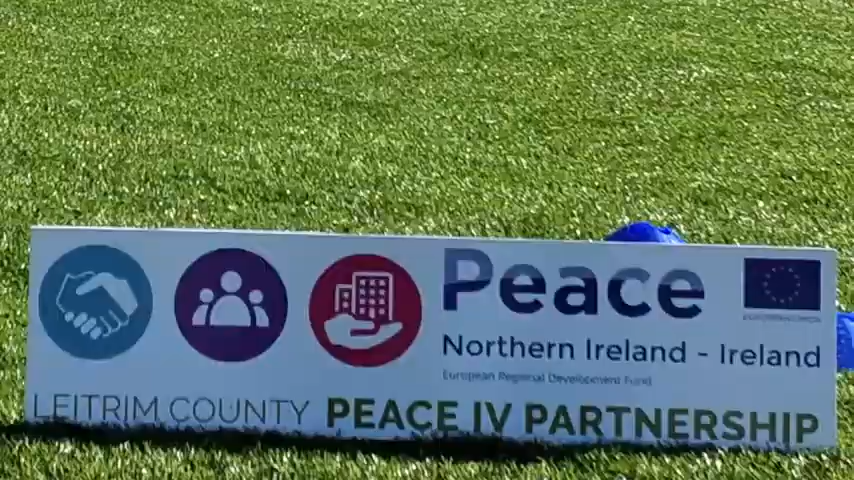 Peace
Northern Ireland - Ireland
European Regional Development Fund
LEITRIM COUNTY PEACE IV PARTNERSHIP